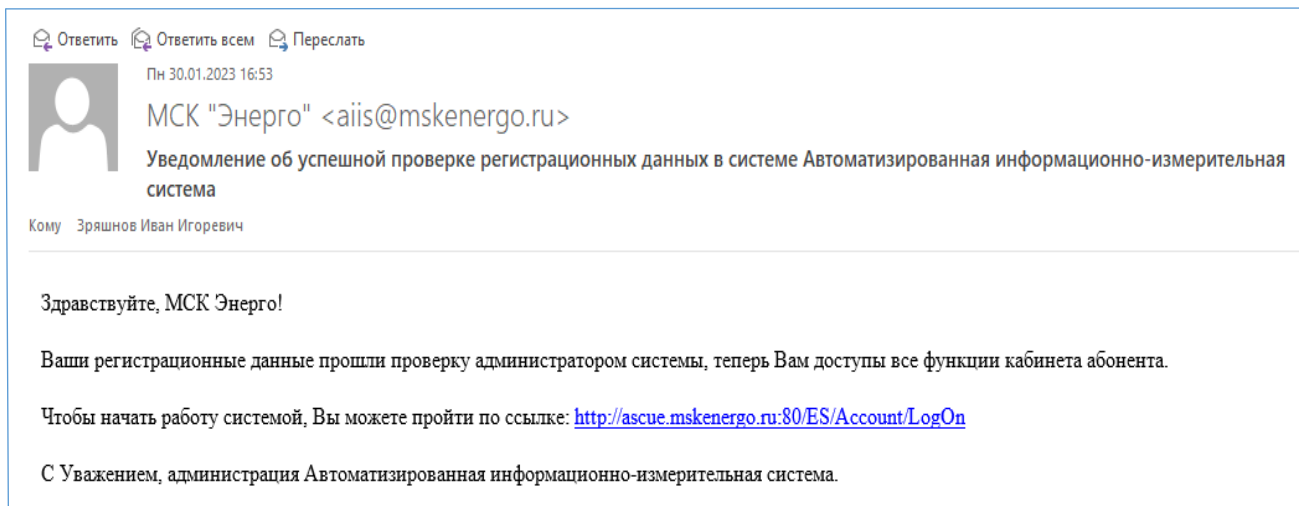 Ответить Ответить всем Переслать
Пн 30.01.2023 16:53
МСК "Энерго" <aiis@mskenergo.ru>
Уведомление об успешной проверке регистрационных данных в системе Автоматизированная информационно-измерительная
система
Кому Зряшнов Иван Игоревич
Здравствуйте, МСК Энерго!
Ваши регистрационные данные прошли проверку администратором системы, теперь Вам доступы все функции кабинета абонента.
Чтобы начать работу системой, Вы можете пройти по ссылке: http://ascue.mskenergo.ru:80/ES/Account/LogOn
С Уважением, администрация Автоматизированная информационно-измерительная система.